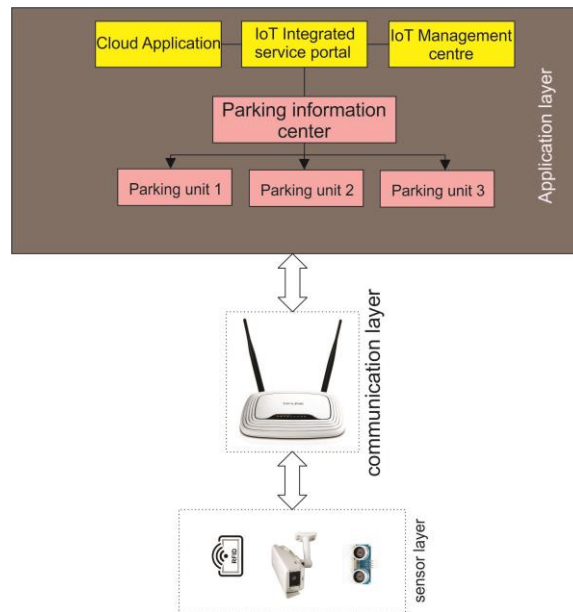 Cloud Application
IoT Integrated
service portal
IoT Management
centre
Parking information
center
Parking unit 1
Parking unit 2
Parking unit 3
Application layer
communication layer
RFID
sensor layer